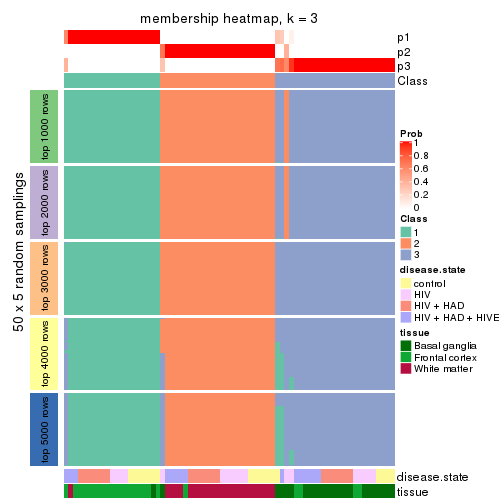 membership heatmap, k = 3
p1
p2
p3
Class
50 x 5 random samplings
top 1000 rows
top 2000 rows
top 3000 rows
top 4000 rows
top 5000 rows
disease.state
tissue
Prob
1
0.8
0.6
0.4
0.2
0
Class
1
2
3
disease.state
control
HIV
HIV + HAD
HIV + HAD + HIVE
tissue
Basal ganglia
Frontal cortex
White matter